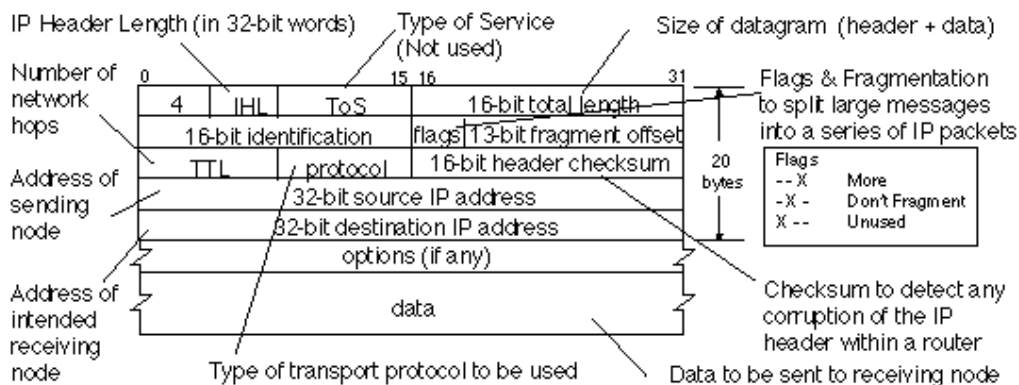 IP Header Length (in 32-bit words)
Type of Service
(Not used)
Size of datagram (header + data)
Number of
network
hops
0
15
16
31
Flags & Fragmentation
to split large messages
into a series of IP packets
4
IHL
ToS
16-bit total Length
16-bit identification
flags
13-bit fragment offset
TTL
protocol
16-bit header checksum
20
bytes
Flags
--X More
-X- Don't Fragment
X-- Unused
Address of
sending
node
32-bit source IP address
32-bit destination IP address
options (if any)
data
Address of
intended
receiving
node
Checksum to detect any
corruption of the IP
header within a router
Type of transport protocol to be used
Data to be sent to receiving node